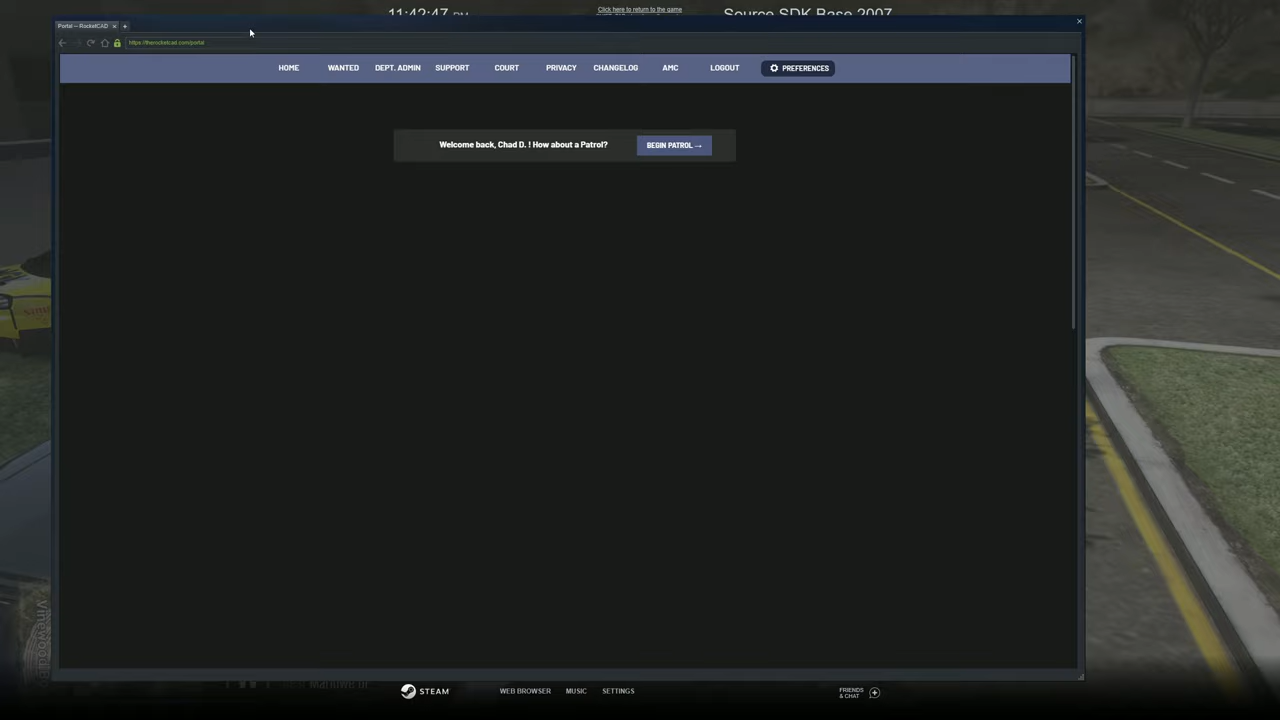 11:42:47 PM
Click here to return to the game
Source SDK Base 2007
Portal — RocketCAD
https://therocketcad.com/portal
HOME WANTED DEPT. ADMIN SUPPORT COURT PRIVACY CHANGELOG AMC LOGOUT PREFERENCES
Welcome back, Chad D. ! How about a Patrol? BEGIN PATROL →
STEAM WEB BROWSER MUSIC SETTINGS
FRIENDS
& CHAT